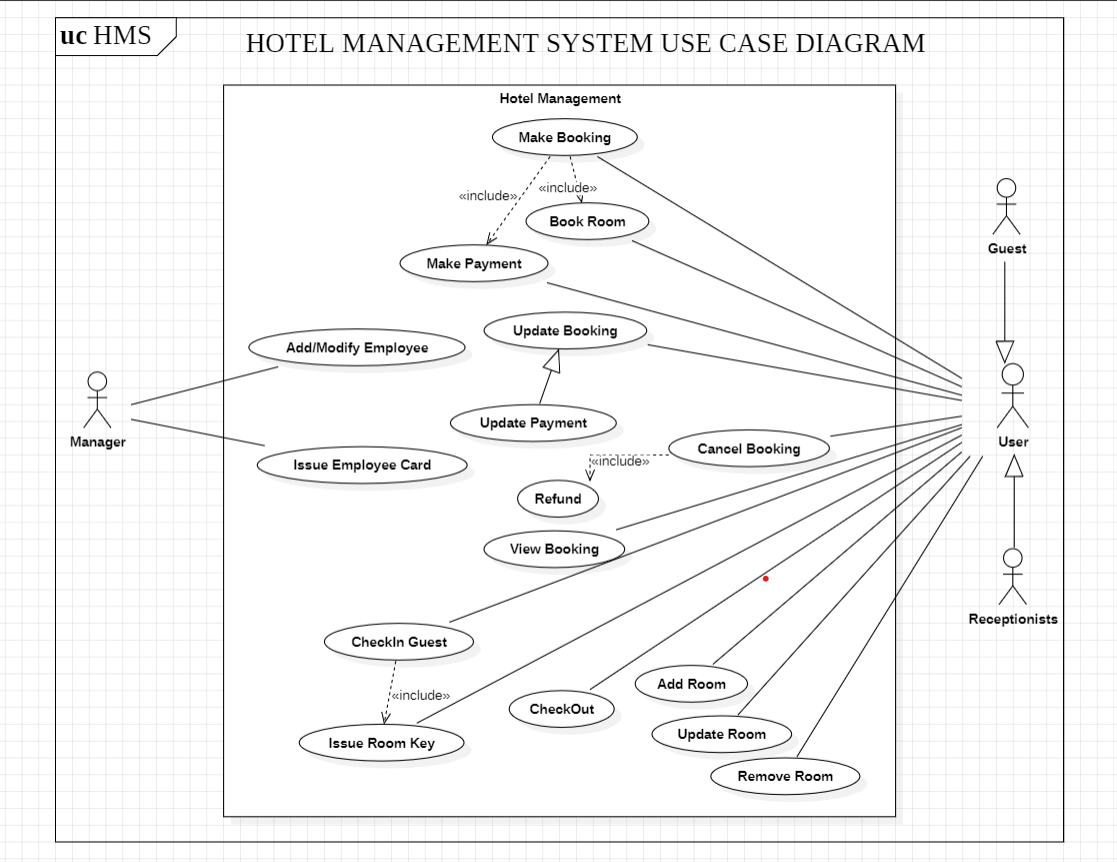 uc HMS
HOTEL MANAGEMENT SYSTEM USE CASE DIAGRAM
Hotel Management
Make Booking
«include»
«include»
Book Room
Make Payment
Guest
Update Booking
Add/Modify Employee
Update Payment
Manager
User
Cancel Booking
«include»
Issue Employee Card
Refund
View Booking
Receptionists
CheckIn Guest
«include»
Add Room
CheckOut
Update Room
Issue Room Key
Remove Room